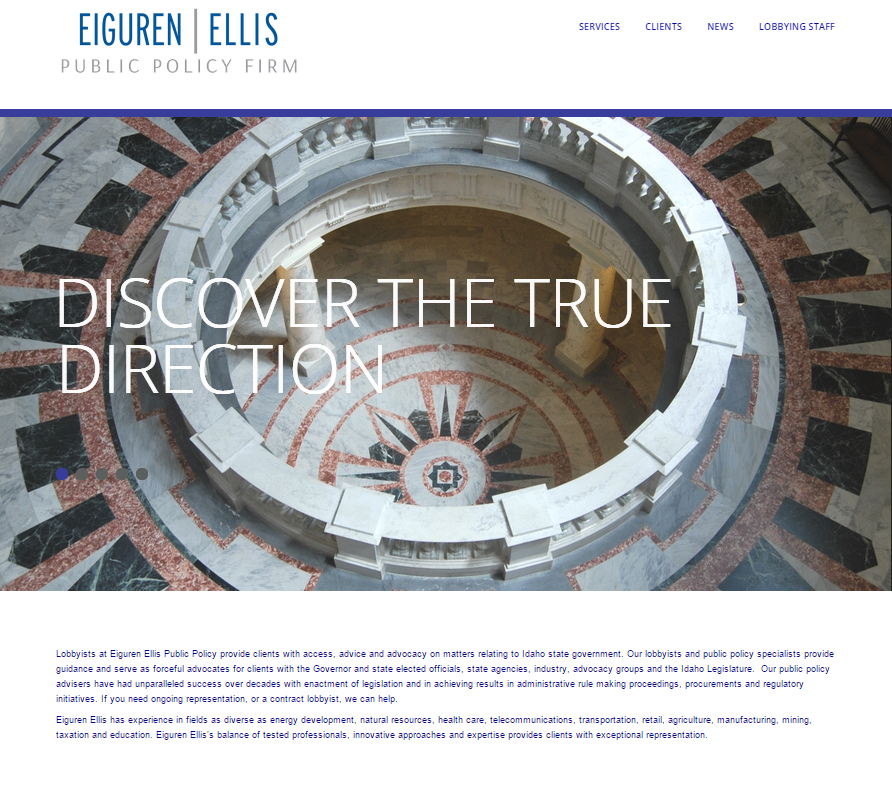 EIGUREN | ELLIS
PUBLIC POLICY FIRM
SERVICES CLIENTS NEWS LOBBYING STAFF
DISCOVER THE TRUE
DIRECTION
Lobbyists at Eiguren Ellis Public Policy provide clients with access, advice and advocacy on matters relating to Idaho state government. Our lobbyists and public policy specialists provide
guidance and serve as forceful advocates for clients with the Governor and state elected officials, state agencies, industry, advocacy groups and the Idaho Legislature.  Our public policy
advisers have had unparalleled success over decades with enactment of legislation and in achieving results in administrative rule making proceedings, procurements and regulatory
initiatives. If you need ongoing representation, or a contract lobbyist, we can help.
Eiguren Ellis has experience in fields as diverse as energy development, natural resources, health care, telecommunications, transportation, retail, agriculture, manufacturing, mining,
taxation and education. Eiguren Ellis's balance of tested professionals, innovative approaches and expertise provides clients with exceptional representation.